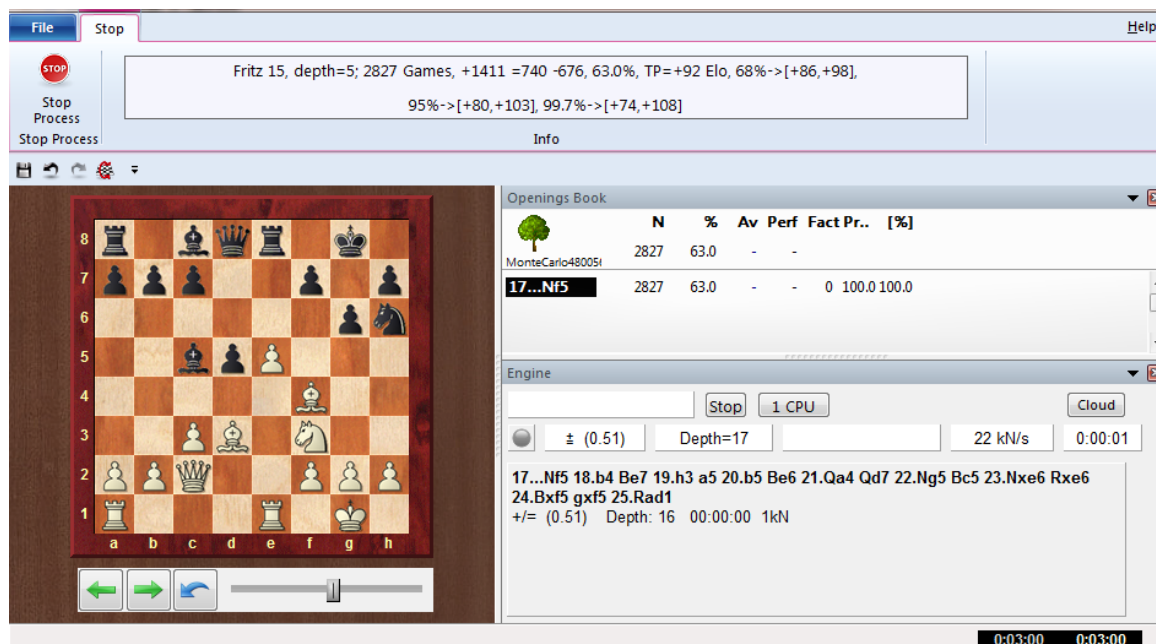 File Stop Help
STOP
Stop
Process
Stop Process
Fritz 15, depth=5; 2827 Games, +1411 =740 -676, 63.0%, TP=+92 Elo, 68%->[+86,+98],
95%->[+80,+103], 99.7%->[+74,+108]
Info
8
7
6
5
4
3
2
1
a b c d e f g h
Openings Book
N % Av Perf Fact Pr.. [%]
MonteCarlo48005
2827 63.0 - -
17...Nf5 2827 63.0 - - 0 100.0 100.0
Engine
Stop 1 CPU Cloud
± (0.51) Depth=17 22 kN/s 0:00:01
17...Nf5 18.b4 Be7 19.h3 a5 20.b5 Be6 21.Qa4 Qd7 22.Ng5 Bc5 23.Nxe6 Rxe6
24.Bxf5 gxf5 25.Rad1
+/= (0.51) Depth: 16 00:00:00 1kN
0:03:00 0:03:00